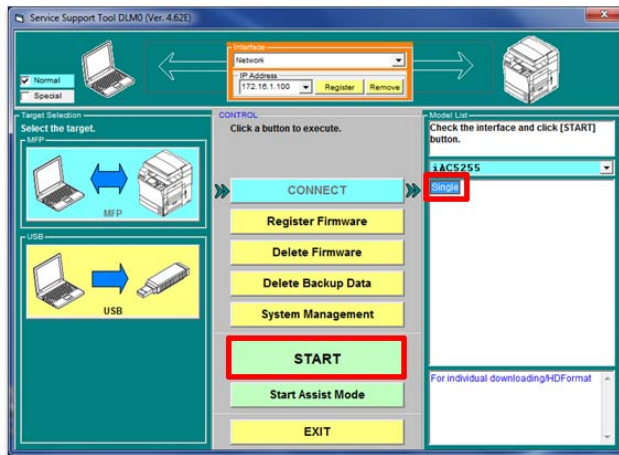 Service Support Tool DLM0 (Ver. 4.62E)
Interface
Network
IP Address
172.16.1.100
Register
Remove
Normal
Special
Target Selection
Select the target.
MFP
MFP
USB
USB
CONTROL
Click a button to execute.
CONNECT
Register Firmware
Delete Firmware
Delete Backup Data
System Management
START
Start Assist Mode
EXIT
Model List
Check the interface and click [START]
button.
iAC5255
Single
For individual downloading/HDFormat